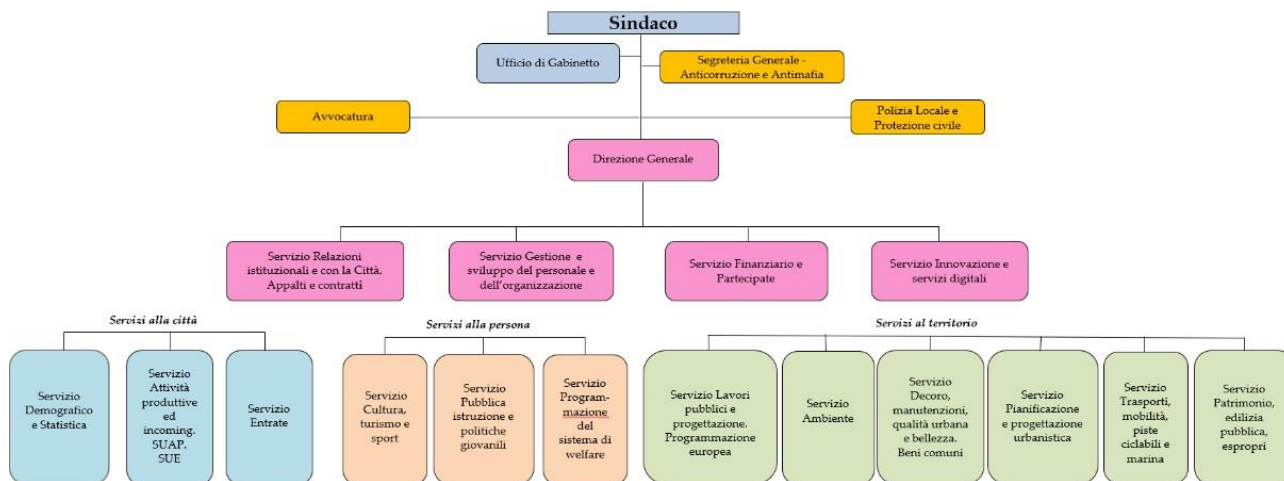 Sindaco
Ufficio di Gabinetto
Segreteria Generale -
Anticorruzione e Antimafia
Avvocatura
Polizia Locale e
Protezione civile
Direzione Generale
Servizio Relazioni
istituzionali e con la Città.
Appalti e contratti
Servizio Gestione e
sviluppo del personale e
dell'organizzazione
Servizio Finanziario e
Partecipate
Servizio Innovazione e
servizi digitali
Servizi alla città
Servizi alla persona
Servizi al territorio
Servizio
Demografico
e Statistica
Servizio
Attività
produttive
ed
incoming.
SUAP.
SUE
Servizio
Entrate
Servizio
Cultura,
turismo e
sport
Servizio
Pubblica
istruzione e
politiche
giovanili
Servizio
Program-
mazione
del
sistema di
welfare
Servizio Lavori
pubblici e
progettazione.
Programmazione
europea
Servizio
Ambiente
Servizio
Decoro,
manutenzioni,
qualità urbana
e bellezza.
Beni comuni
Servizio
Pianificazione
e progettazione
urbanistica
Servizio
Trasporti,
mobilità,
piste
ciclabili e
marina
Servizio
Patrimonio,
edilizia
pubblica,
espropri